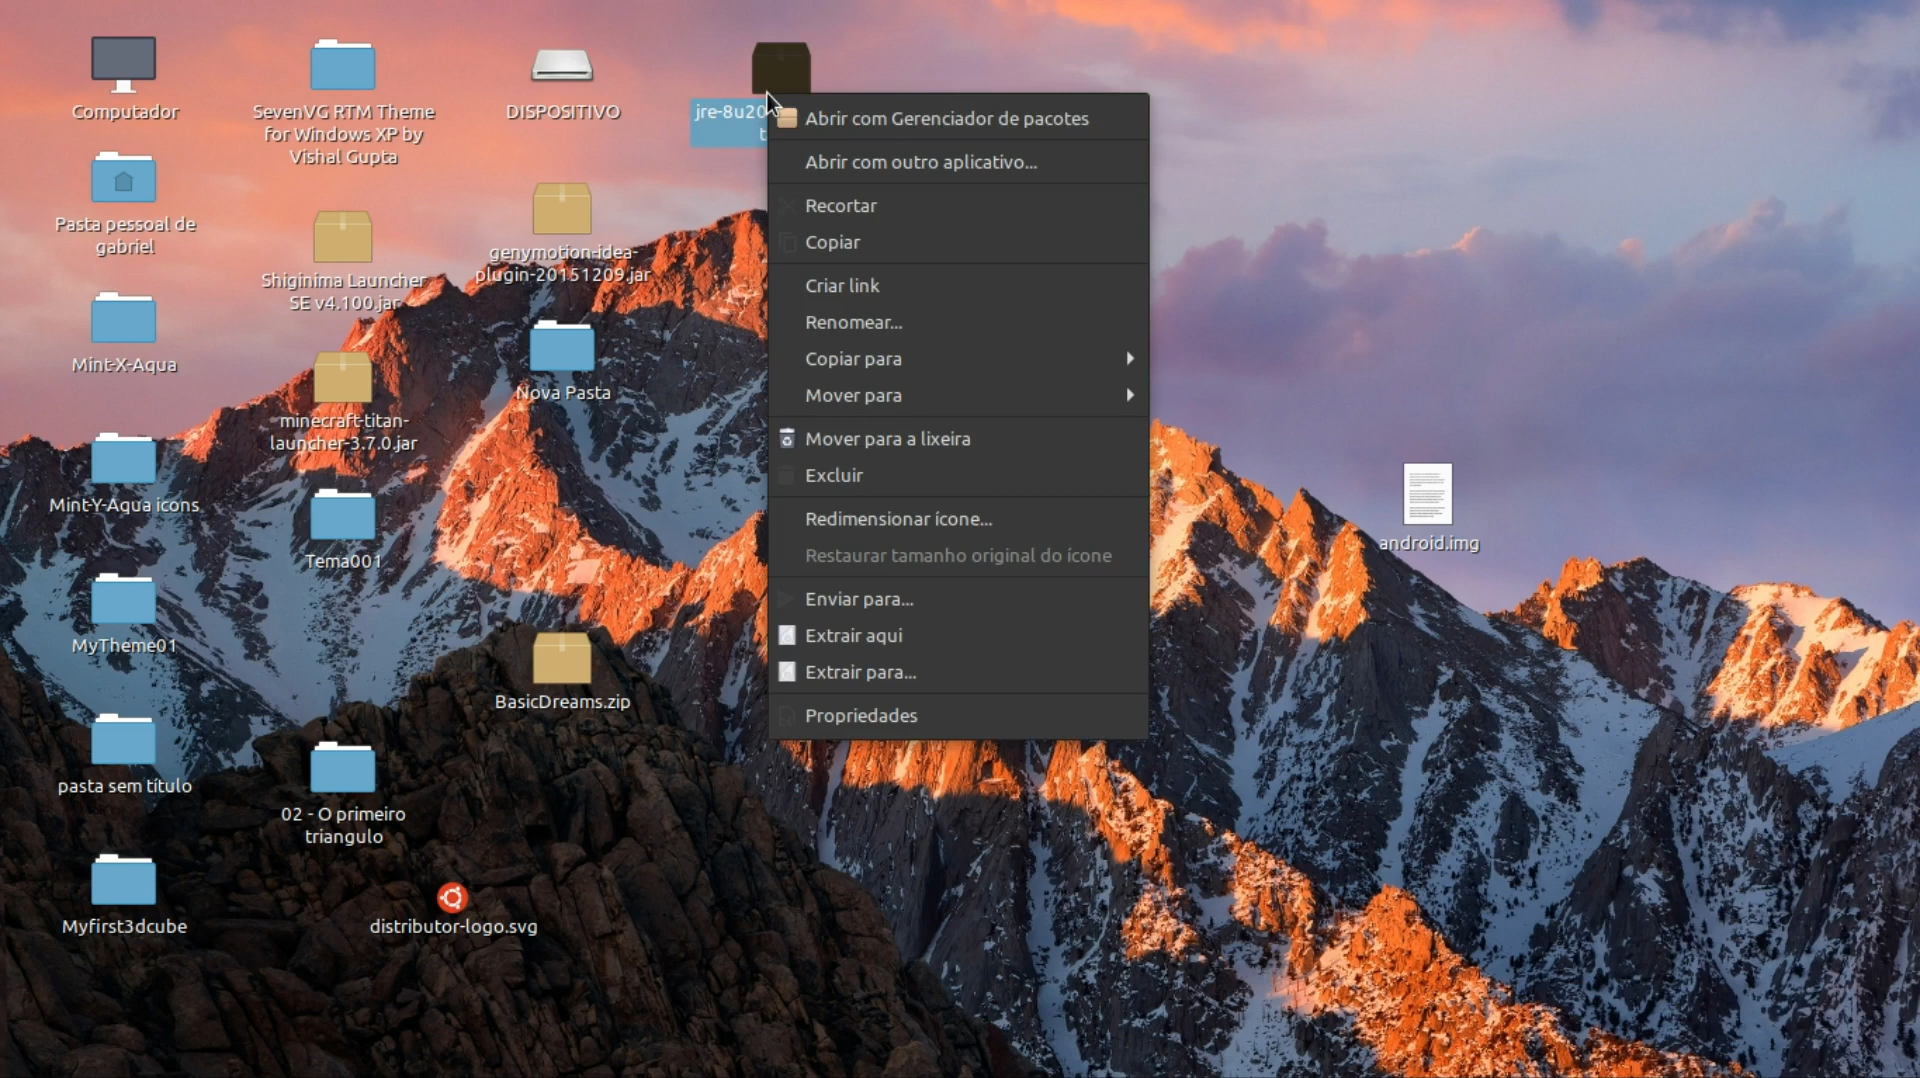 Computador
Pasta pessoal de
gabriel
Mint-X-Aqua
Mint-Y-Aqua icons
MyTheme01
pasta sem título
Myfirst3dcube
SevenVG RTM Theme
for Windows XP by
Vishal Gupta
Shiginima Launcher
SE v4.100.jar
minecraft-titan-
launcher-3.7.0.jar
Tema001
02 - O primeiro
triangulo
distributor-logo.svg
DISPOSITIVO
genymotion-idea-
plugin-20151209.jar
Nova Pasta
BasicDreams.zip
jre-8u20
t
Abrir com Gerenciador de pacotes
Abrir com outro aplicativo...
Recortar
Copiar
Criar link
Renomear...
Copiar para
Mover para
Mover para a lixeira
Excluir
Redimensionar ícone...
Restaurar tamanho original do ícone
Enviar para...
Extrair aqui
Extrair para...
Propriedades
android.img